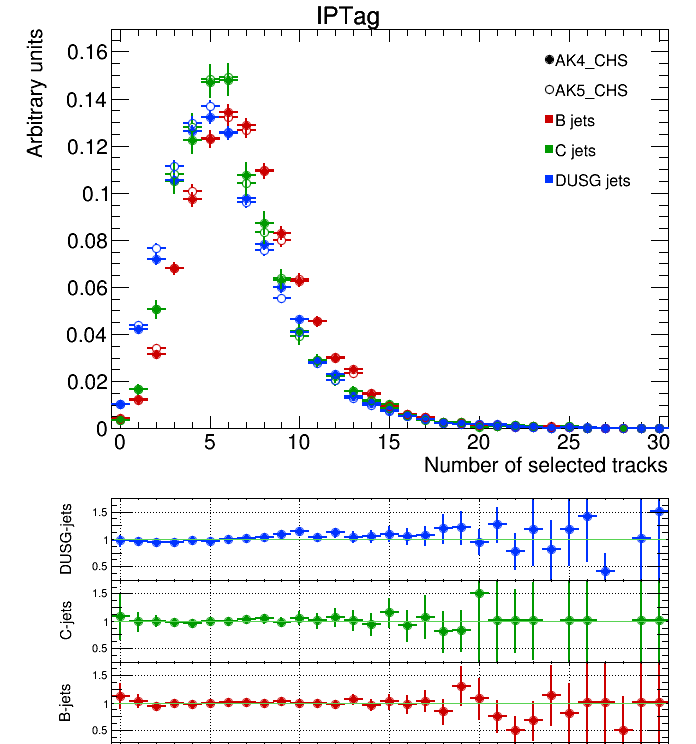 IPTag
Arbitrary units
0.16
0.14
0.12
0.1
0.08
0.06
0.04
0.02
0
AK4_CHS
AK5_CHS
B jets
C jets
DUSG jets
0 5 10 15 20 25 30
Number of selected tracks
DUSG-jets
1.5
1
0.5
C-jets
1.5
1
0.5
B-jets
1.5
1
0.5